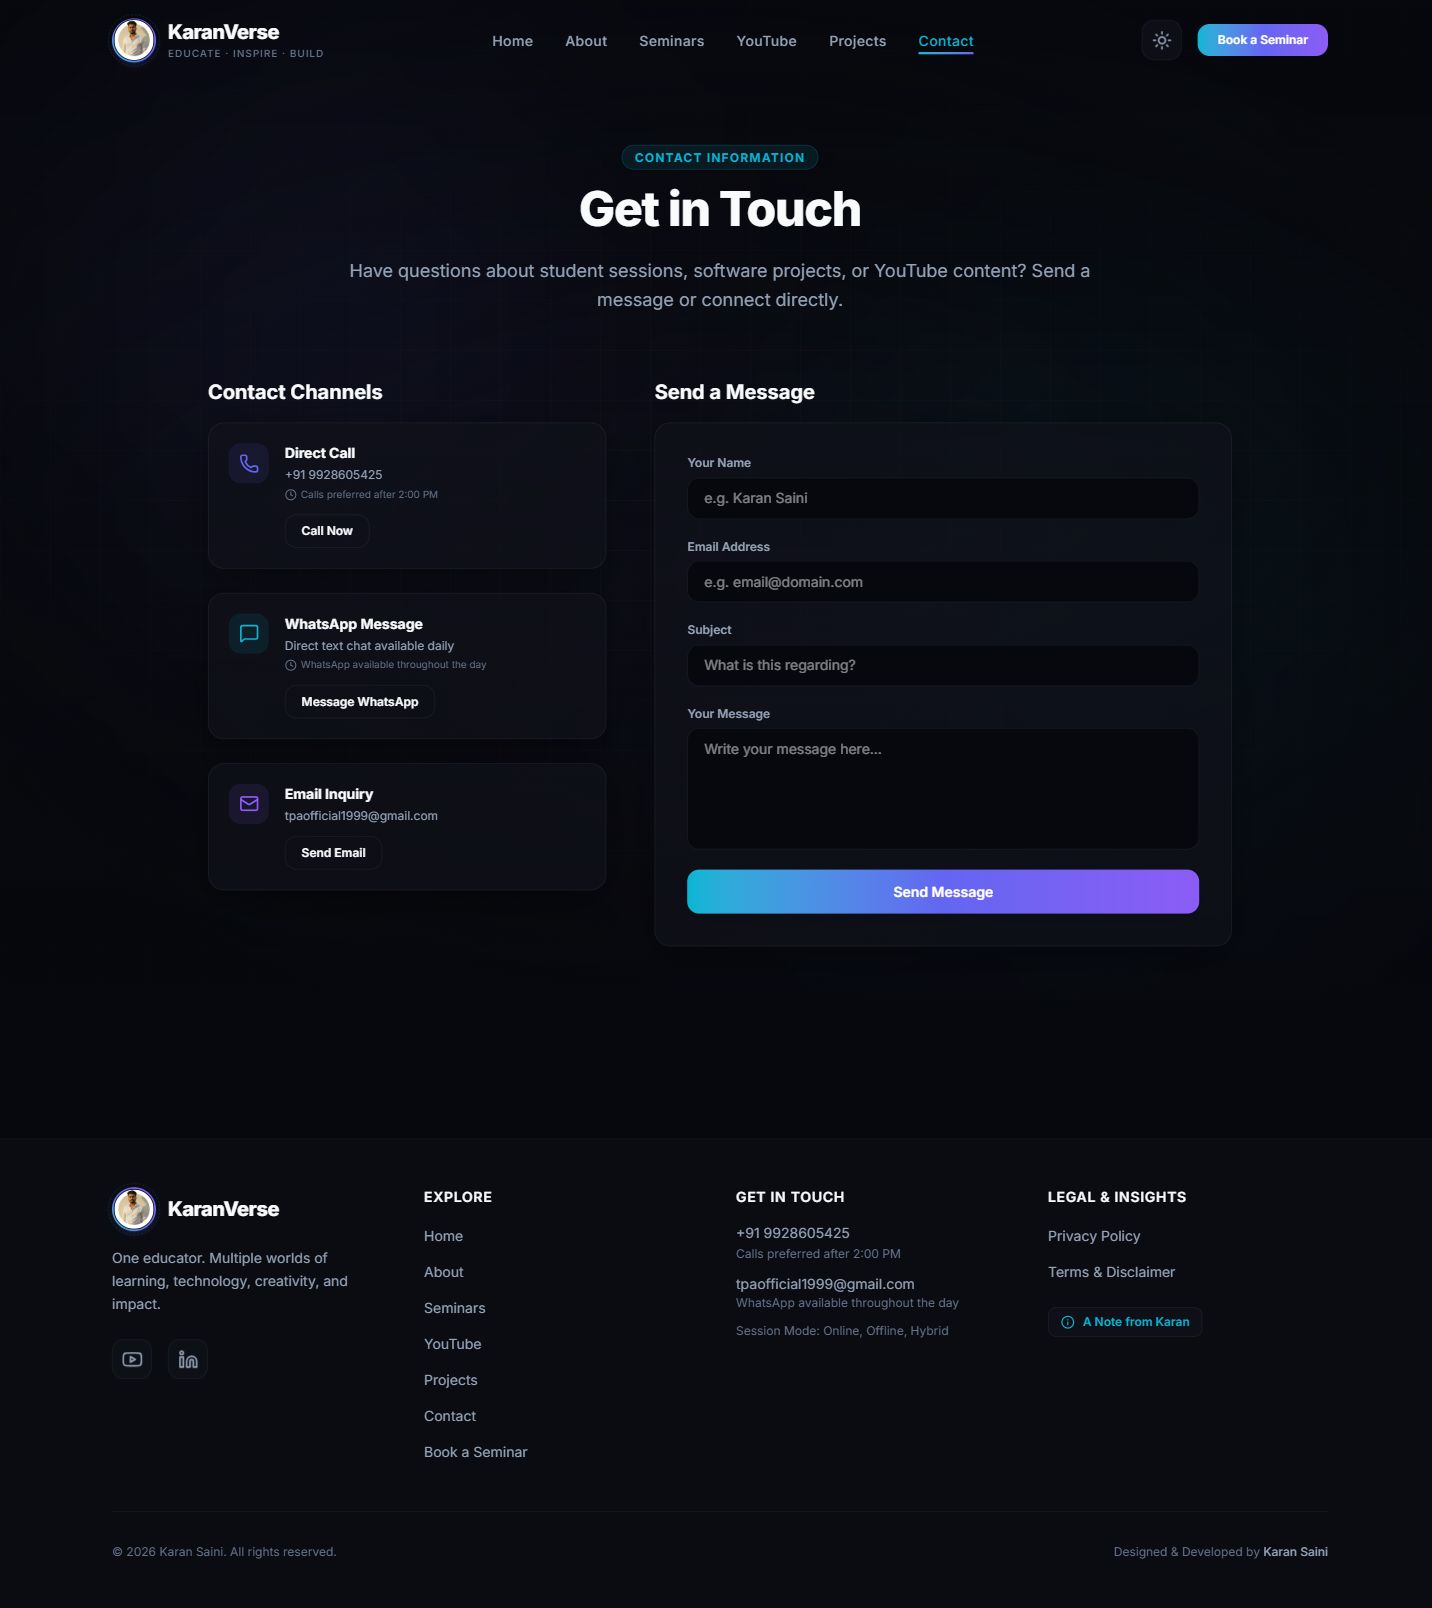 KaranVerse
EDUCATE · INSPIRE · BUILD
Home
About
Seminars
YouTube
Projects
Contact
Book a Seminar
CONTACT INFORMATION
Get in Touch
Have questions about student sessions, software projects, or YouTube content? Send a
message or connect directly.
Contact Channels
Direct Call
+91 9928605425
Calls preferred after 2:00 PM
Call Now
WhatsApp Message
Direct text chat available daily
WhatsApp available throughout the day
Message WhatsApp
Email Inquiry
tpaofficial1999@gmail.com
Send Email
Send a Message
Your Name
e.g. Karan Saini
Email Address
e.g. email@domain.com
Subject
What is this regarding?
Your Message
Write your message here...
Send Message
KaranVerse
One educator. Multiple worlds of
learning, technology, creativity, and
impact.
EXPLORE
Home
About
Seminars
YouTube
Projects
Contact
Book a Seminar
GET IN TOUCH
+91 9928605425
Calls preferred after 2:00 PM
tpaofficial1999@gmail.com
WhatsApp available throughout the day
Session Mode: Online, Offline, Hybrid
LEGAL & INSIGHTS
Privacy Policy
Terms & Disclaimer
A Note from Karan
© 2026 Karan Saini. All rights reserved.
Designed & Developed by Karan Saini